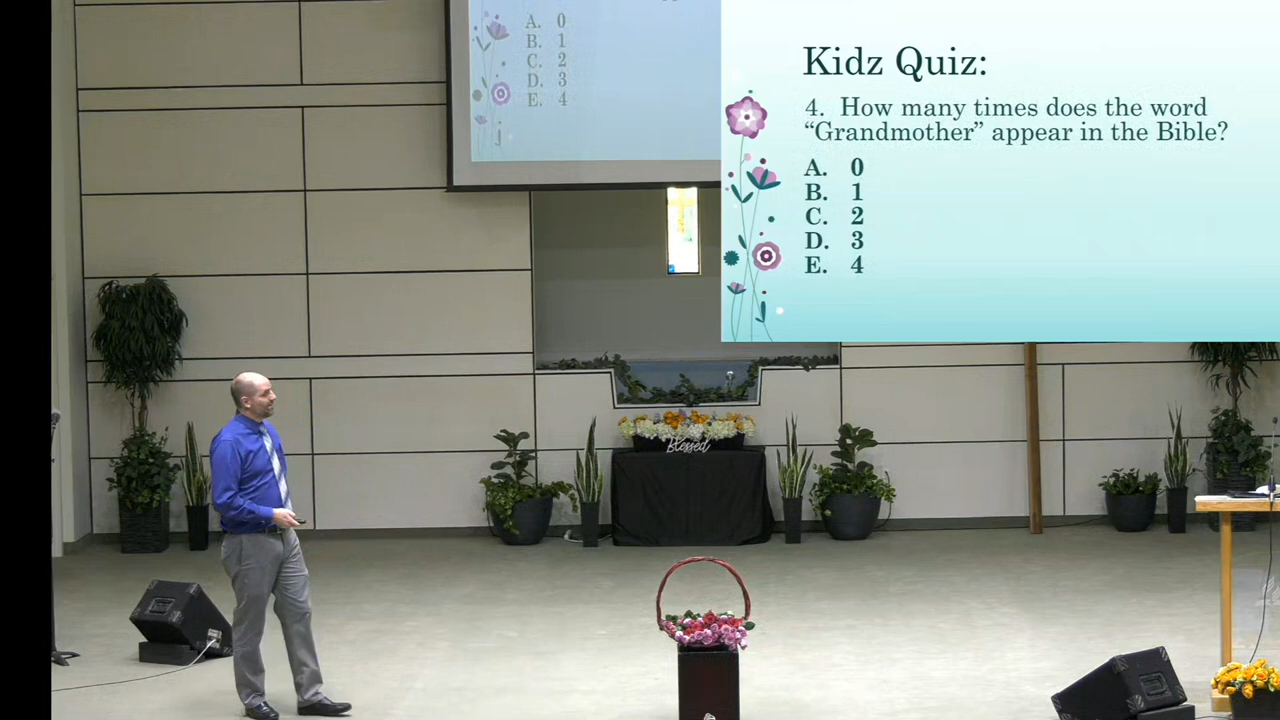 A. 0
B. 1
C. 2
D. 3
E. 4
Kidz Quiz:
4. How many times does the word
“Grandmother” appear in the Bible?
A. 0
B. 1
C. 2
D. 3
E. 4
Blessed